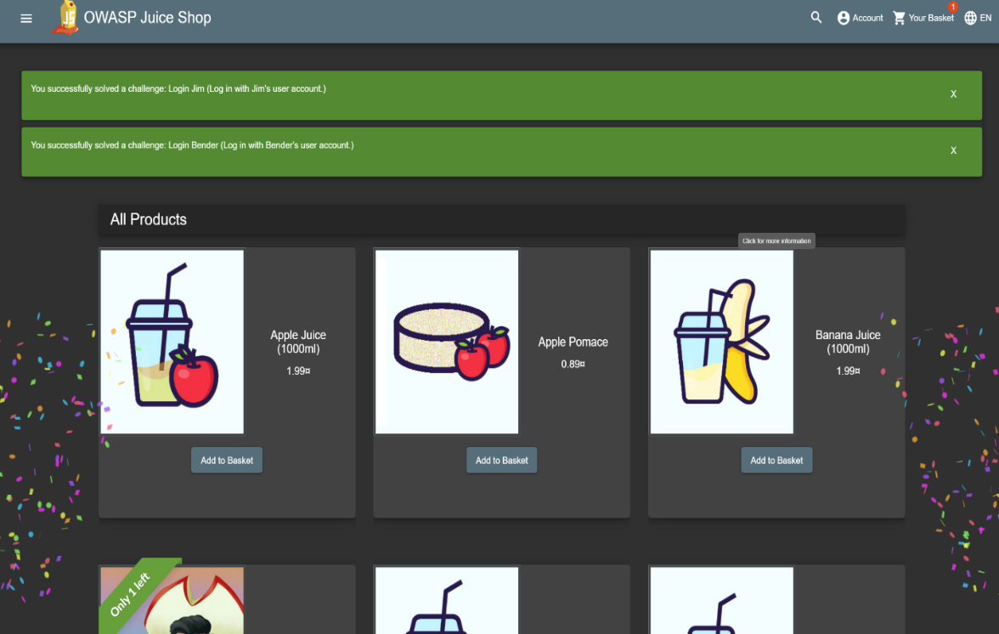 OWASP Juice Shop
Account
Your Basket
1
EN
You successfully solved a challenge: Login Jim (Log in with Jim's user account.)
X
You successfully solved a challenge: Login Bender (Log in with Bender's user account.)
X
All Products
Click for more information
Apple Juice
(1000ml)
1.99¤
Apple Pomace
0.89¤
Banana Juice
(1000ml)
1.99¤
Add to Basket
Add to Basket
Add to Basket
Only 1 left